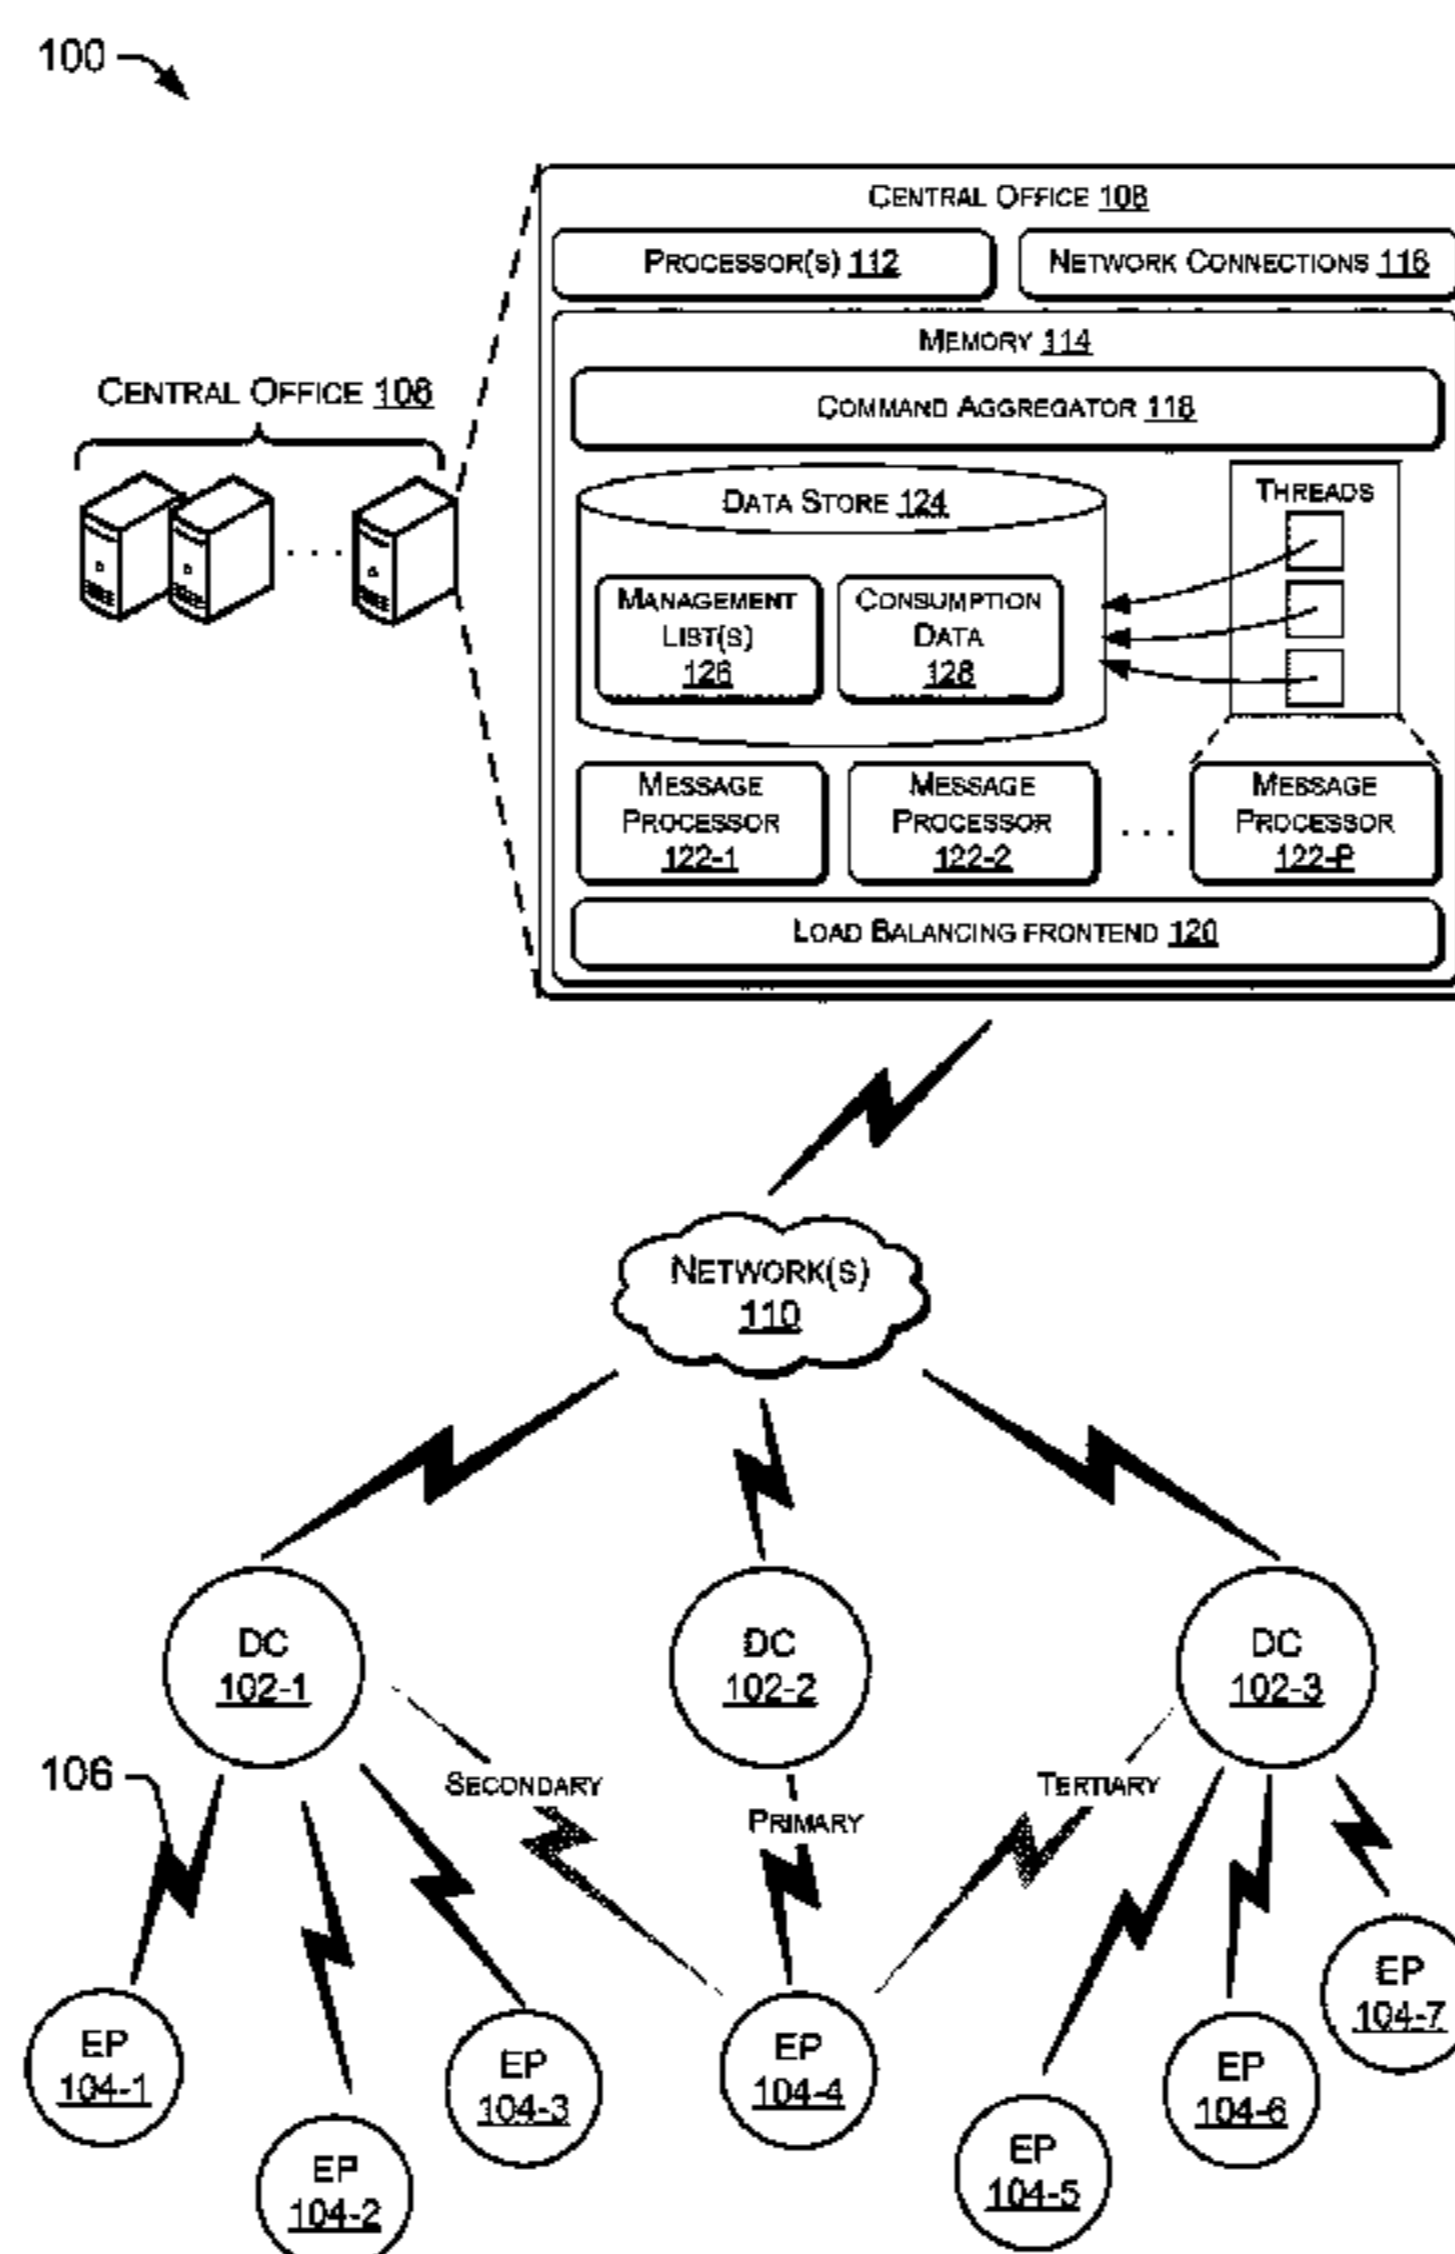 100
CENTRAL OFFICE 108
PROCESSOR(S) 112
NETWORK CONNECTIONS 116
MEMORY 114
CENTRAL OFFICE 108
COMMAND AGGREGATOR 118
DATA STORE 124
THREADS
MANAGEMENT
LIST(S)
126
CONSUMPTION
DATA
128
MESSAGE
PROCESSOR
122-1
MESSAGE
PROCESSOR
122-2
. . .
MESSAGE
PROCESSOR
122-P
LOAD BALANCING FRONTEND 120
NETWORK(S)
110
DC
102-1
DC
102-2
DC
102-3
106
SECONDARY
PRIMARY
TERTIARY
EP
104-1
EP
104-2
EP
104-3
EP
104-4
EP
104-5
EP
104-6
EP
104-7